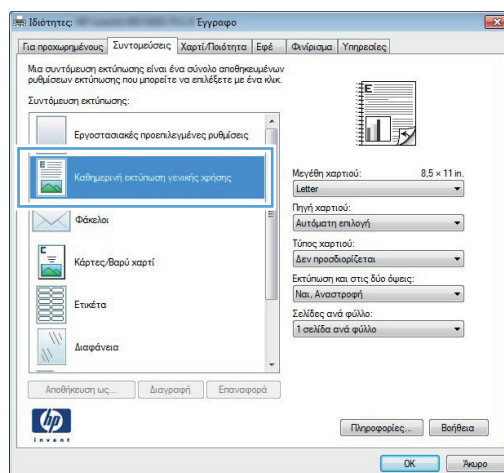 Ιδιότητες: Έγγραφο
Για προχωρημένους Συντομεύσεις Χαρτί/Ποιότητα Εφέ Φινίρισμα Υπηρεσίες
Μια συντόμευση εκτύπωσης είναι ένα σύνολο αποθηκευμένων
ρυθμίσεων εκτύπωσης που μπορείτε να επιλέξετε με ένα κλικ.
Συντόμευση εκτύπωσης:
Εργοστασιακές προεπιλεγμένες ρυθμίσεις
Καθημερινή εκτύπωση γενικής χρήσης
Φάκελοι
Κάρτες/Βαρύ χαρτί
Ετικέτα
Διαφάνεια
Αποθήκευση ως... Διαγραφή Επαναφορά
E
Μεγέθη χαρτιού: 8.5 × 11 in.
Letter
Πηγή χαρτιού:
Αυτόματη επιλογή
Τύπος χαρτιού:
Δεν προσδιορίζεται
Εκτύπωση και στις δύο όψεις:
Ναι, Αναστροφή
Σελίδες ανά φύλλο:
1 σελίδα ανά φύλλο
hp
invent
Πληροφορίες... Βοήθεια
OK Άκυρο